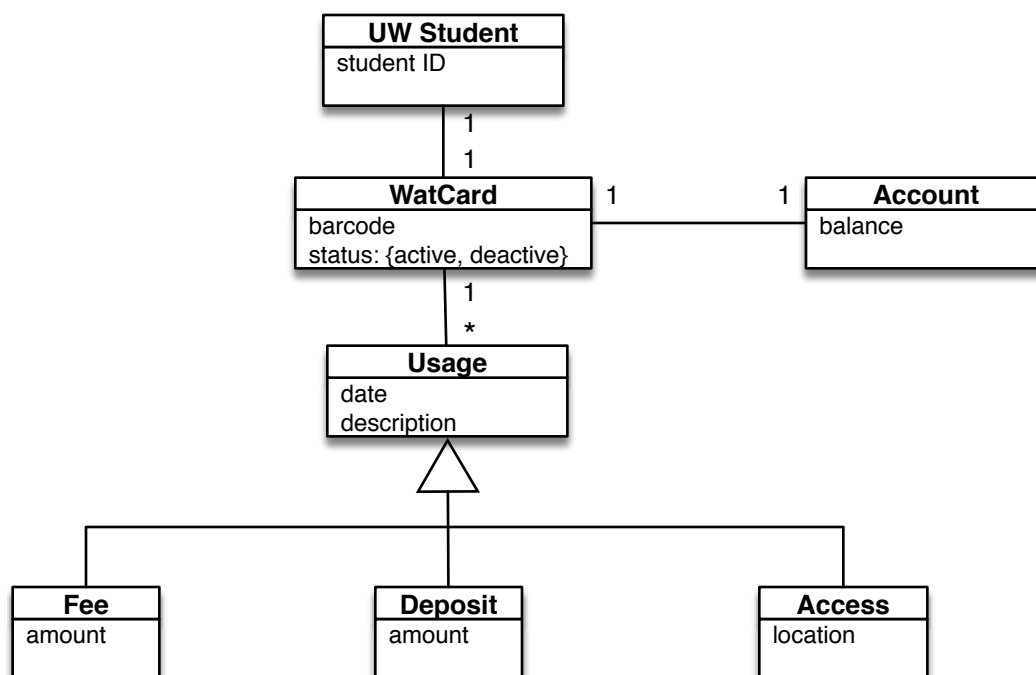 UW Student
student ID
1
1
WatCard
barcode
status: {active, deactive}
1
1
Account
balance
1
*
Usage
date
description
Fee
amount
Deposit
amount
Access
location